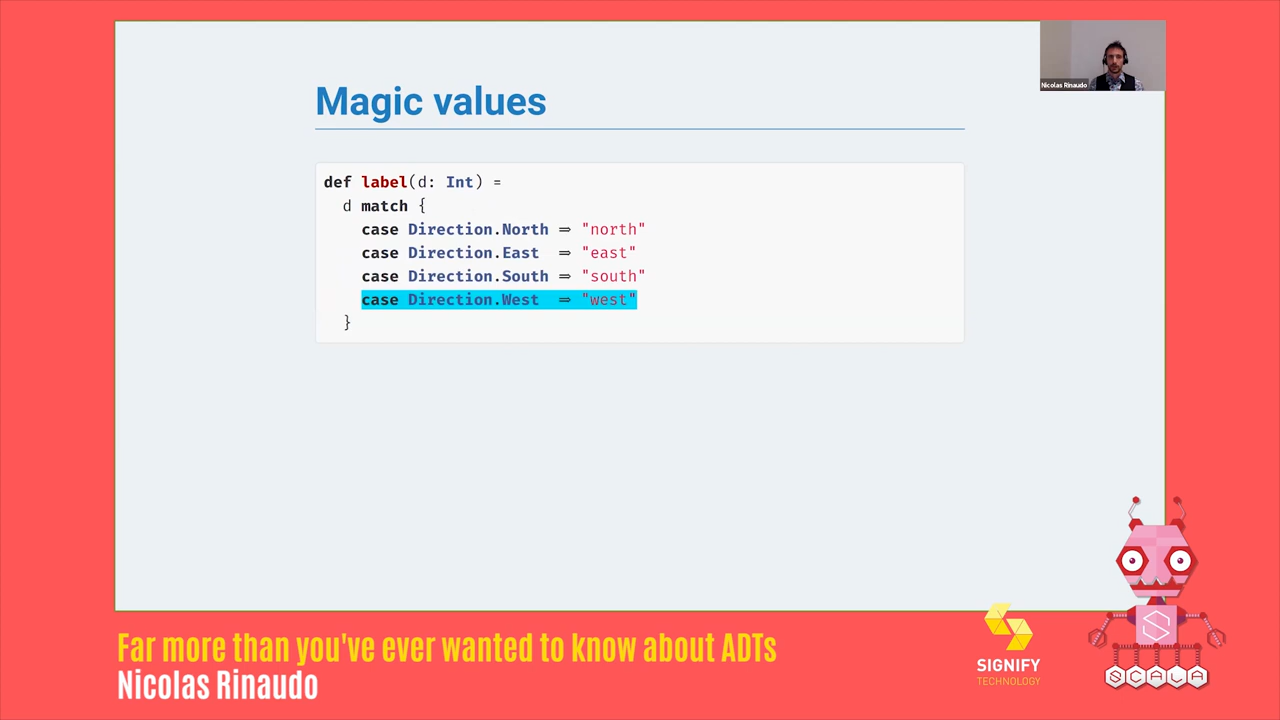 Magic values
def label(d: Int) =
d match {
case Direction.North ⇒ "north"
case Direction.East ⇒ "east"
case Direction.South ⇒ "south"
case Direction.West ⇒ "west"
}
Nicolas Rinaudo
Far more than you've ever wanted to know about ADTs
Nicolas Rinaudo
SIGNIFY
TECHNOLOGY
S
SCALA